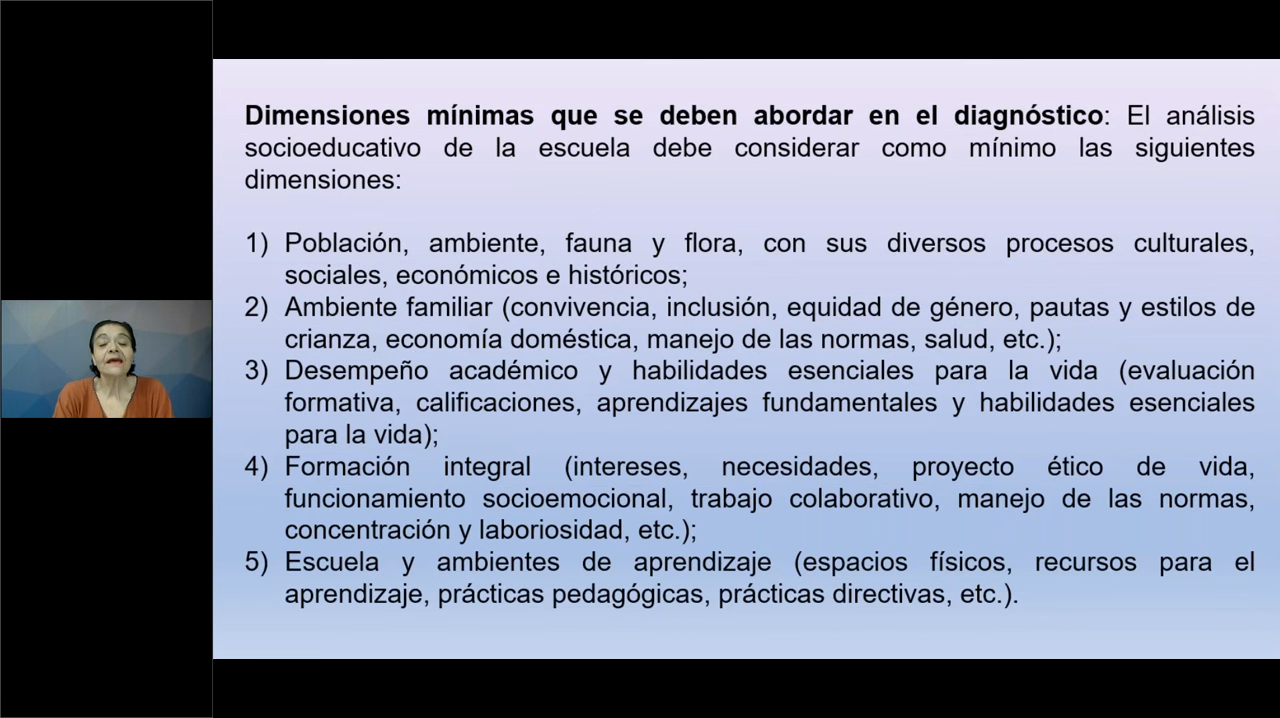 Dimensiones mínimas que se deben abordar en el diagnóstico: El análisis
socioeducativo de la escuela debe considerar como mínimo las siguientes
dimensiones:
1) Población, ambiente, fauna y flora, con sus diversos procesos culturales,
sociales, económicos e históricos;
2) Ambiente familiar (convivencia, inclusión, equidad de género, pautas y estilos de
crianza, economía doméstica, manejo de las normas, salud, etc.);
3) Desempeño académico y habilidades esenciales para la vida (evaluación
formativa, calificaciones, aprendizajes fundamentales y habilidades esenciales
para la vida);
4) Formación integral (intereses, necesidades, proyecto ético de vida,
funcionamiento socioemocional, trabajo colaborativo, manejo de las normas,
concentración y laboriosidad, etc.);
5) Escuela y ambientes de aprendizaje (espacios físicos, recursos para el
aprendizaje, prácticas pedagógicas, prácticas directivas, etc.).